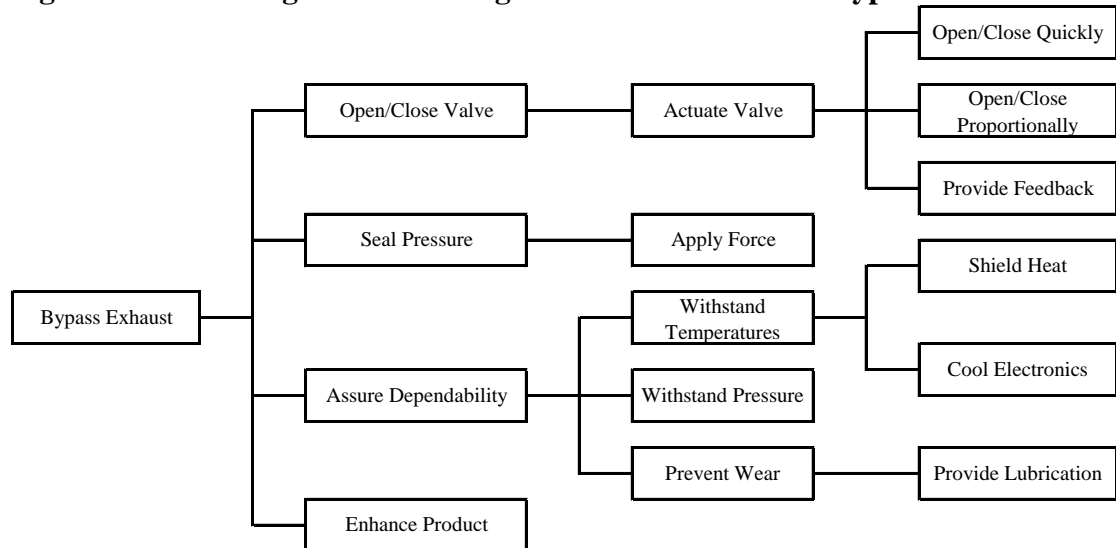 Open/Close Quickly
Open/Close Valve
Actuate Valve
Open/Close
Proportionally
Provide Feedback
Seal Pressure
Apply Force
Shield Heat
Bypass Exhaust
Withstand
Temperatures
Cool Electronics
Assure Dependability
Withstand Pressure
Prevent Wear
Provide Lubrication
Enhance Product